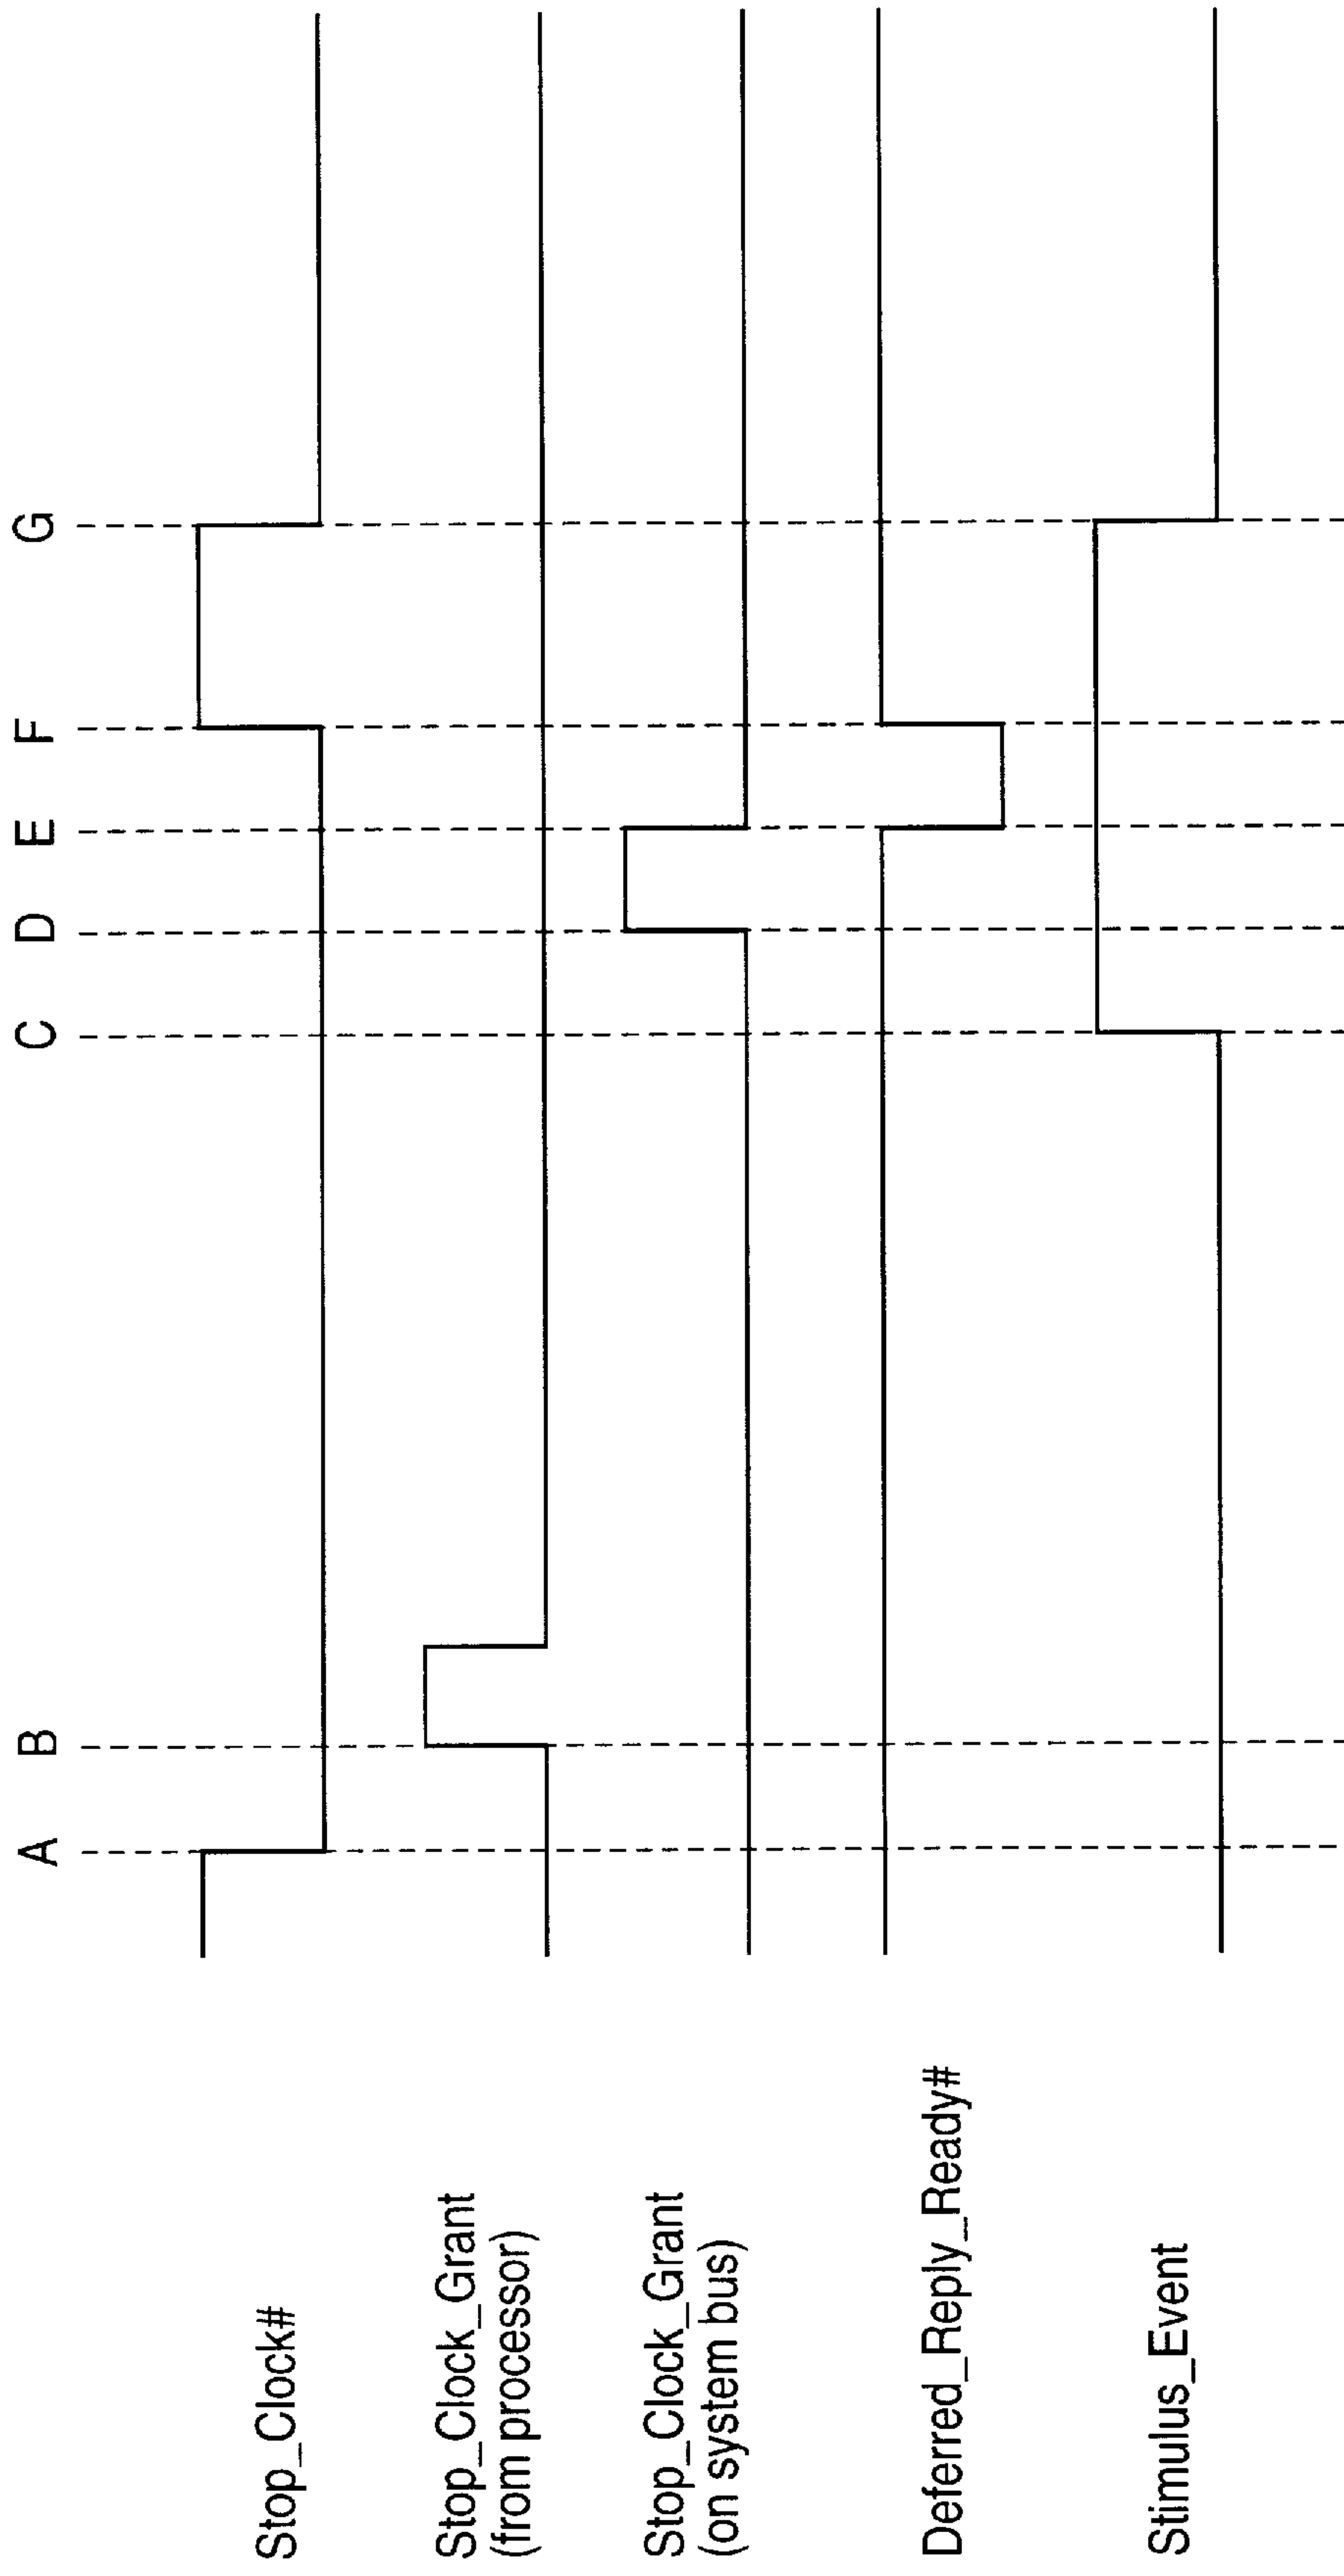 A B C D E F G
Stop_Clock#
Stop_Clock_Grant
(from processor)
Stop_Clock_Grant
(on system bus)
Deferred_Reply_Ready#
Stimulus_Event